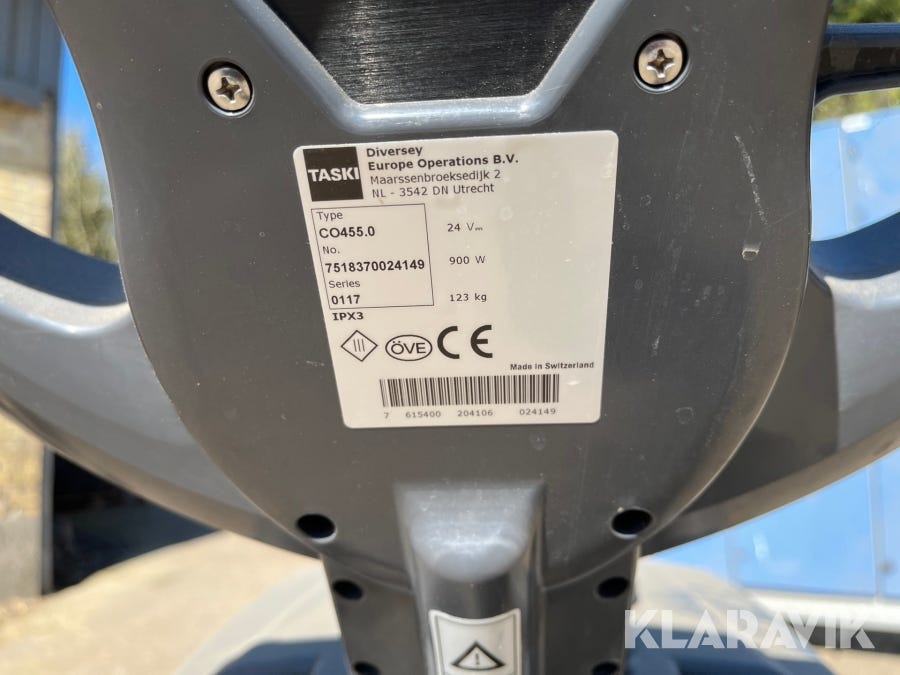 TASKI
Diversey
Europe Operations B.V.
Maarssenbroeksedijk 2
NL - 3542 DN Utrecht
Type
CO455.0
24 V
No.
7518370024149
900 W
Series
0117
123 kg
IPX3
III
ÖVE CE
Made in Switzerland
7 615400 204106 024149
KLARAVIK